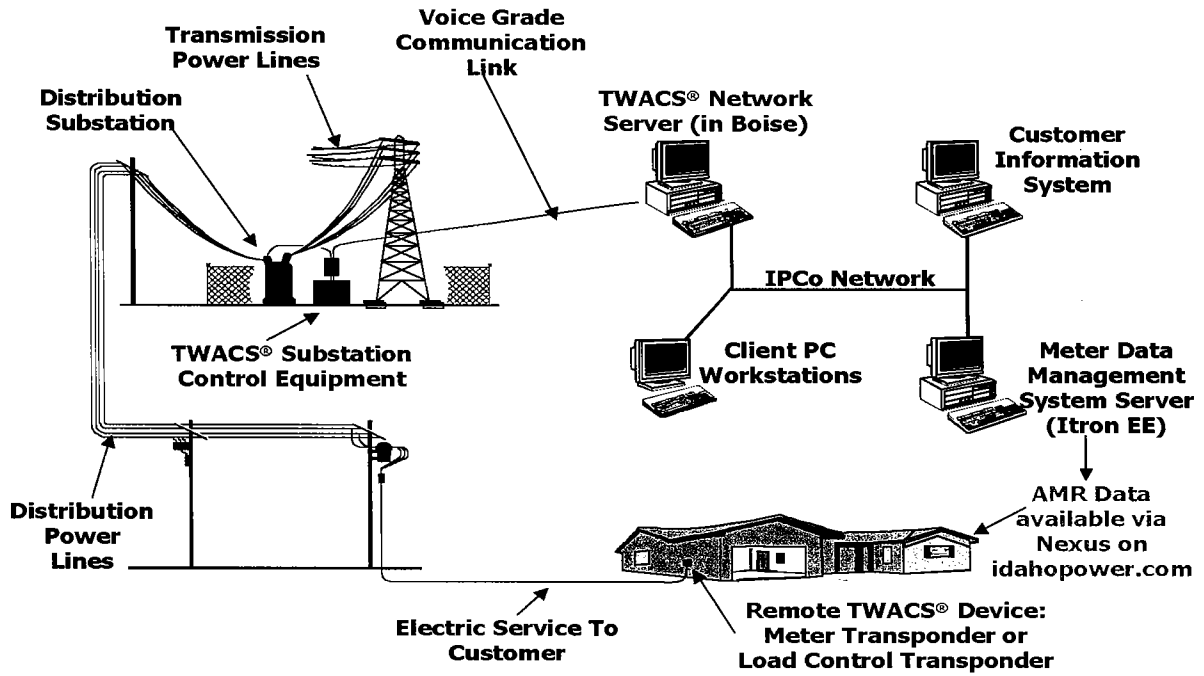 Voice Grade
Communication
Link
Transmission
Power Lines
Distribution
Substation
TWACS® Network
Server (in Boise)
Customer
Information
System
IPCo Network
TWACS® Substation
Control Equipment
Client PC
Workstations
Meter Data
Management
System Server
(Itron EE)
Distribution
Power
Lines
AMR Data
available via
Nexus on
idahopower.com
Electric Service To
Customer
Remote TWACS® Device:
Meter Transponder or
Load Control Transponder